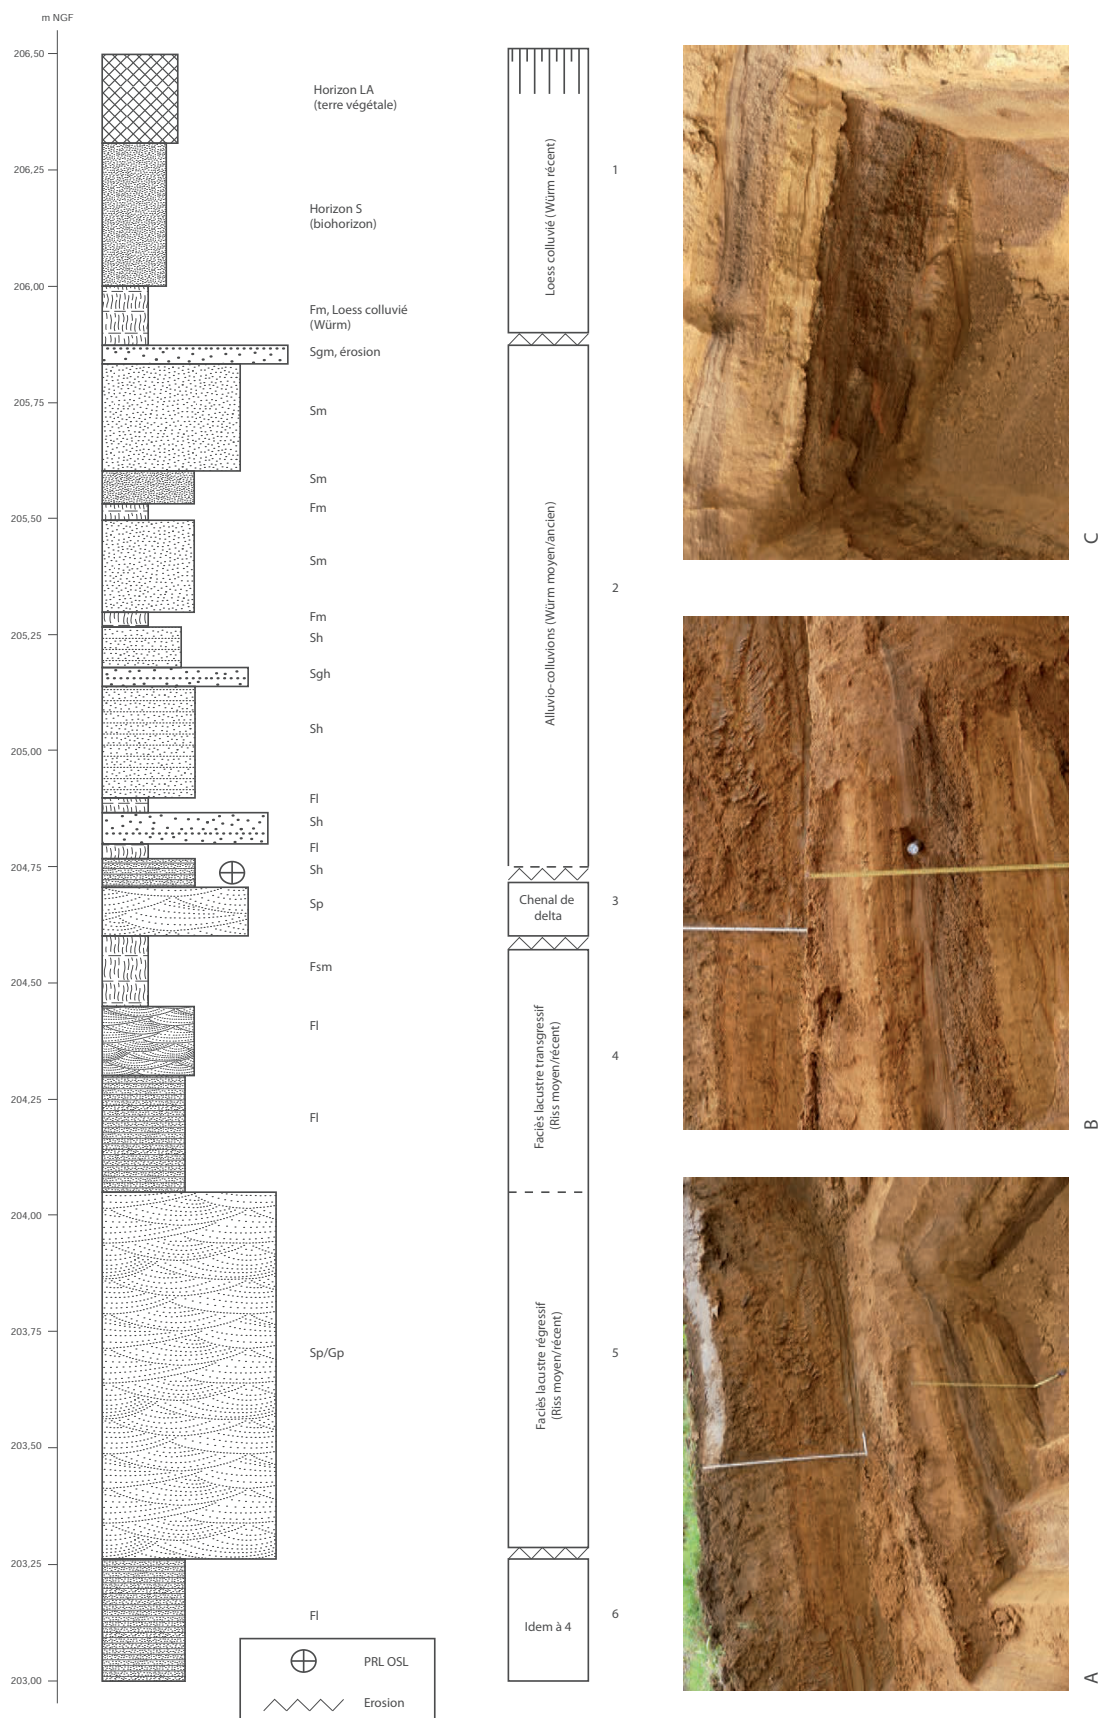 m NGF
206,50
206,25
206,00
205,75
205,50
205,25
205,00
204,75
204,50
204,25
204,00
203,75
203,50
203,25
203,00
Horizon LA
(terre végétale)
Horizon S
(biohorizon)
Fm, Loess colluvié
(Würm)
Sgm, érosion
Sm
Sm
Fm
Sm
Fm
Sh
Sgh
Sh
Fl
Sh
Fl
Sh
Sp
Fsm
Fl
Fl
Sp/Gp
Fl
PRL OSL
Erosion
Loess colluvié (Würm récent)
Alluvio-colluvions (Würm moyen/ancien)
Chenal de
delta
Faciès lacustre transgressif
(Riss moyen/récent)
Faciès lacustre régressif
(Riss moyen/récent)
Idem à 4
1
2
3
4
5
6
C
B
A